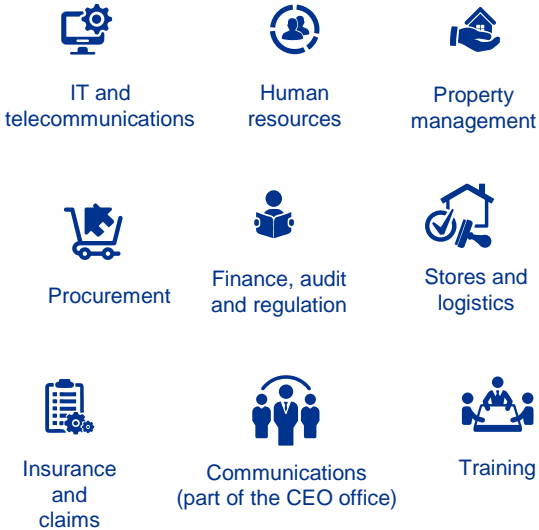 IT and
telecommunications
Human
resources
Property
management
Procurement
Finance, audit
and regulation
Stores and
logistics
Insurance
and
claims
Communications
(part of the CEO office)
Training